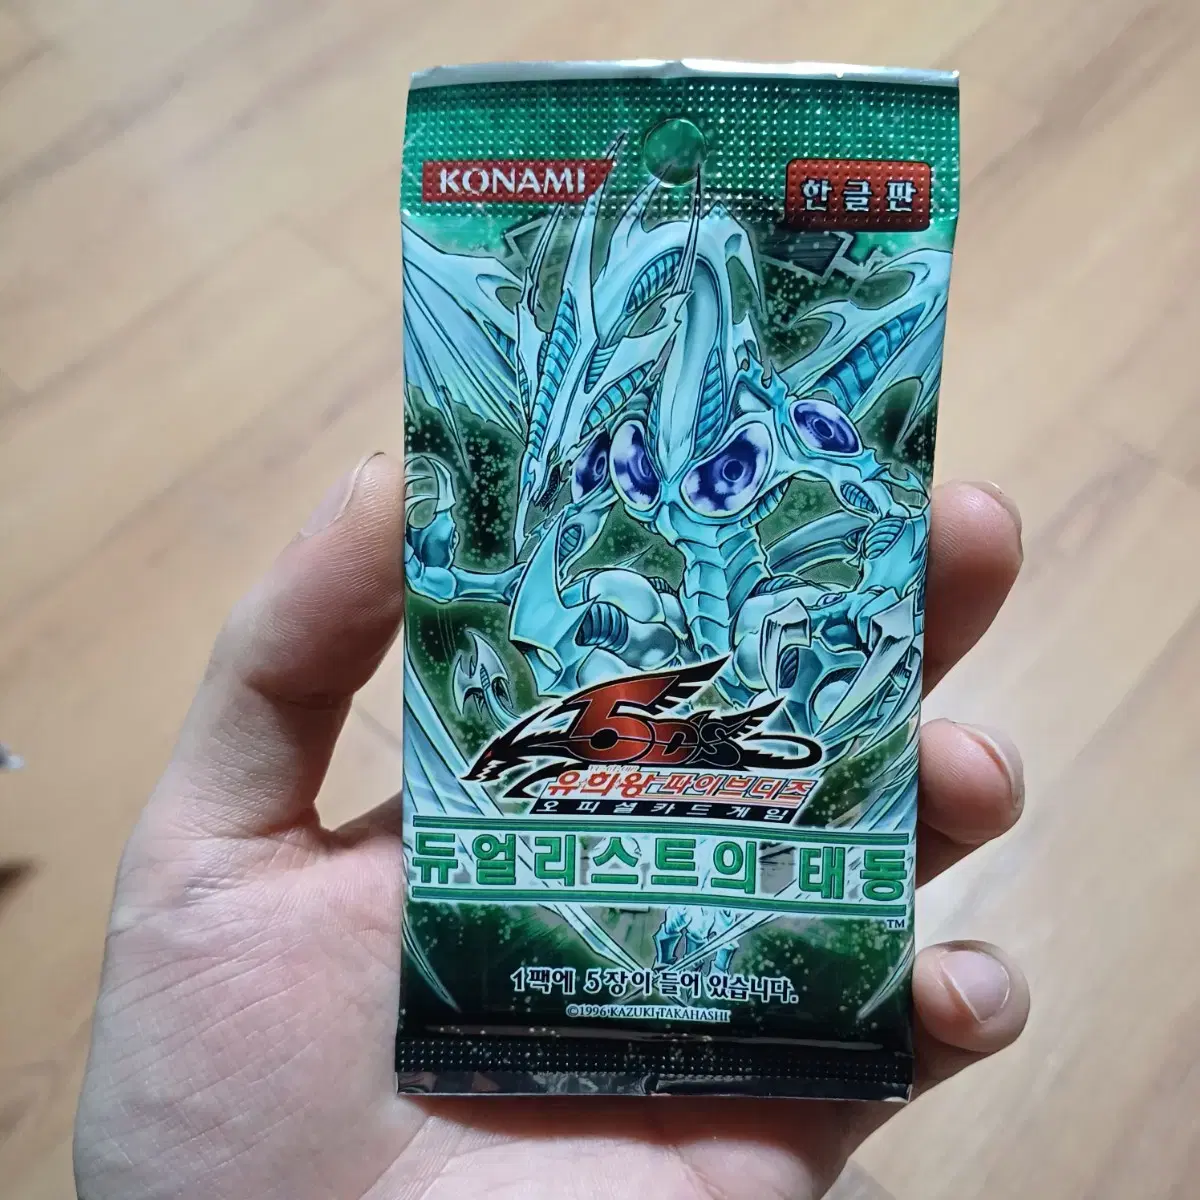 KONAMI
한글판
5D's
유희왕 파이브디즈
오피셜카드게임
듀얼리스트의 태동
TM
1팩에 5장이 들어 있습니다.
©1996 KAZUKI TAKAHASHI